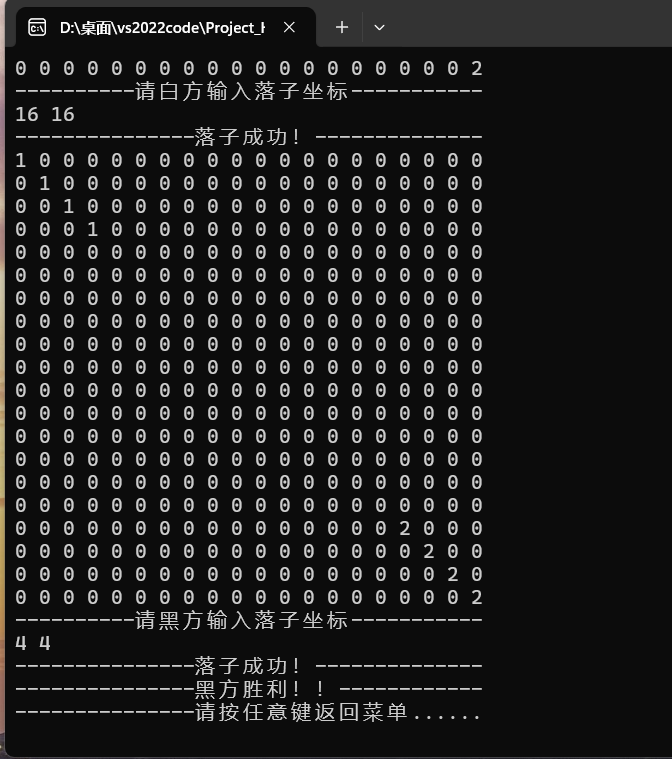 D:\桌面\vs2022code\Project_H
0 0 0 0 0 0 0 0 0 0 0 0 0 0 0 0 0 0 0 2
----------请白方输入落子坐标-----------
16 16
---------------落子成功！--------------
1 0 0 0 0 0 0 0 0 0 0 0 0 0 0 0 0 0 0 0
0 1 0 0 0 0 0 0 0 0 0 0 0 0 0 0 0 0 0 0
0 0 1 0 0 0 0 0 0 0 0 0 0 0 0 0 0 0 0 0
0 0 0 1 0 0 0 0 0 0 0 0 0 0 0 0 0 0 0 0
0 0 0 0 0 0 0 0 0 0 0 0 0 0 0 0 0 0 0 0
0 0 0 0 0 0 0 0 0 0 0 0 0 0 0 0 0 0 0 0
0 0 0 0 0 0 0 0 0 0 0 0 0 0 0 0 0 0 0 0
0 0 0 0 0 0 0 0 0 0 0 0 0 0 0 0 0 0 0 0
0 0 0 0 0 0 0 0 0 0 0 0 0 0 0 0 0 0 0 0
0 0 0 0 0 0 0 0 0 0 0 0 0 0 0 0 0 0 0 0
0 0 0 0 0 0 0 0 0 0 0 0 0 0 0 0 0 0 0 0
0 0 0 0 0 0 0 0 0 0 0 0 0 0 0 0 0 0 0 0
0 0 0 0 0 0 0 0 0 0 0 0 0 0 0 0 0 0 0 0
0 0 0 0 0 0 0 0 0 0 0 0 0 0 0 0 0 0 0 0
0 0 0 0 0 0 0 0 0 0 0 0 0 0 0 0 0 0 0 0
0 0 0 0 0 0 0 0 0 0 0 0 0 0 0 0 0 0 0 0
0 0 0 0 0 0 0 0 0 0 0 0 0 0 0 0 2 0 0 0
0 0 0 0 0 0 0 0 0 0 0 0 0 0 0 0 0 2 0 0
0 0 0 0 0 0 0 0 0 0 0 0 0 0 0 0 0 0 2 0
0 0 0 0 0 0 0 0 0 0 0 0 0 0 0 0 0 0 0 2
----------请黑方输入落子坐标-----------
4 4
---------------落子成功！--------------
---------------黑方胜利！！------------
---------------请按任意键返回菜单......